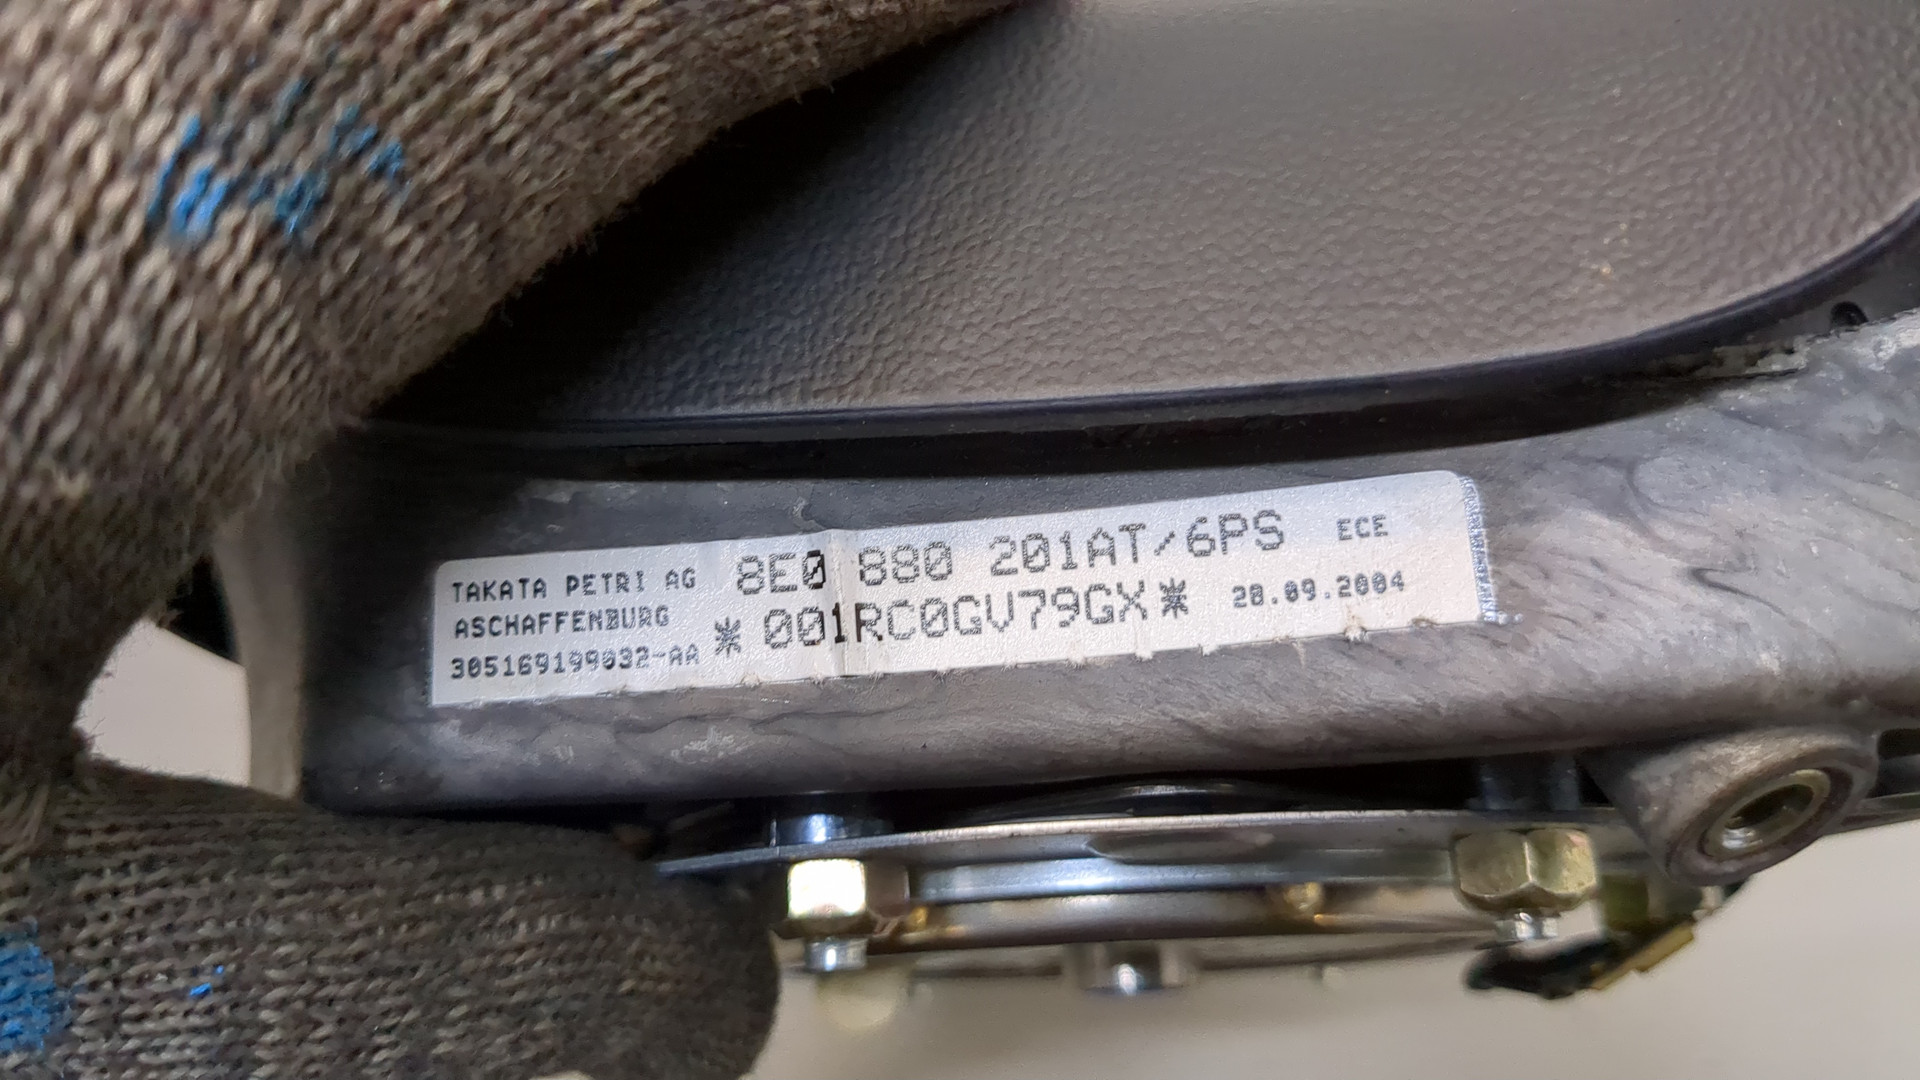 TAKATA PETRI AG 8E0 880 201AT/6PS ECE
ASCHAFFENBURG *001RC0GV79GX* 28.09.2004
305169199032-AA